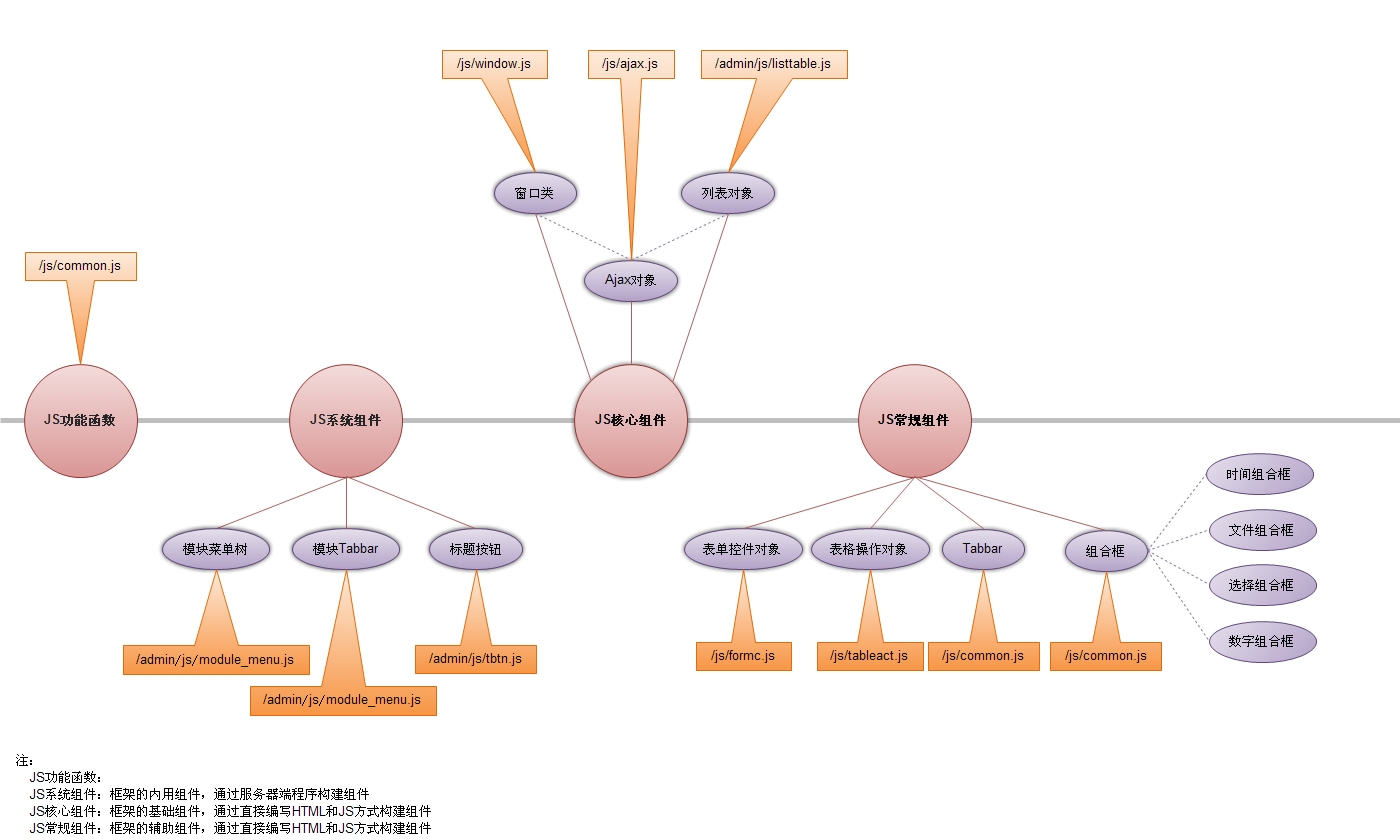 /js/window.js
/js/ajax.js
/admin/js/listtable.js
窗口类
列表对象
/js/common.js
Ajax对象
JS功能函数
JS系统组件
JS核心组件
JS常规组件
时间组合框
文件组合框
模块菜单树
模块Tabbar
标题按钮
表单控件对象
表格操作对象
Tabbar
组合框
选择组合框
数字组合框
/admin/js/module_menu.js
/admin/js/tbtn.js
/js/formc.js
/js/tableact.js
/js/common.js
/js/common.js
/admin/js/module_menu.js
注：
JS功能函数：
JS系统组件：框架的内用组件，通过服务器端程序构建组件
JS核心组件：框架的基础组件，通过直接编写HTML和JS方式构建组件
JS常规组件：框架的辅助组件，通过直接编写HTML和JS方式构建组件